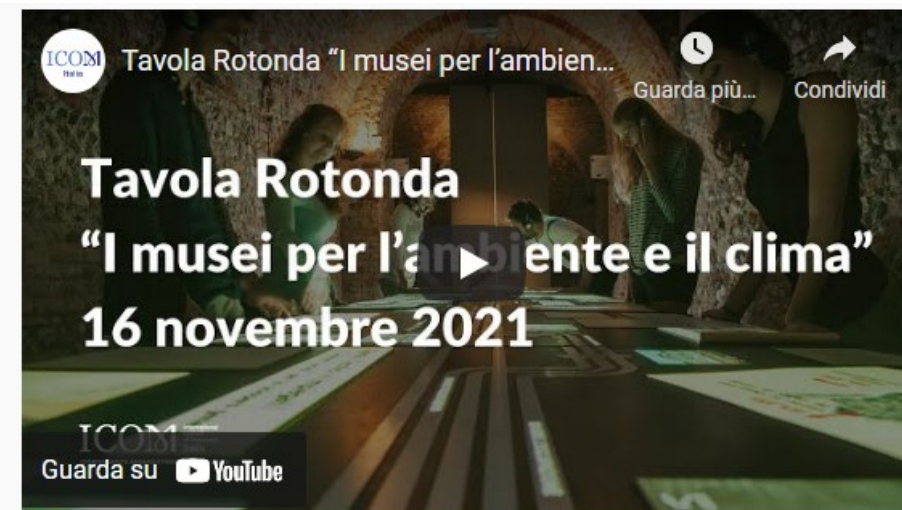 ICOM
Italia
Tavola Rotonda “I musei per l’ambien...
Guarda più...
Condividi
Tavola Rotonda
“I musei per l’ambiente e il clima”
16 novembre 2021
ICOM
Guarda su YouTube